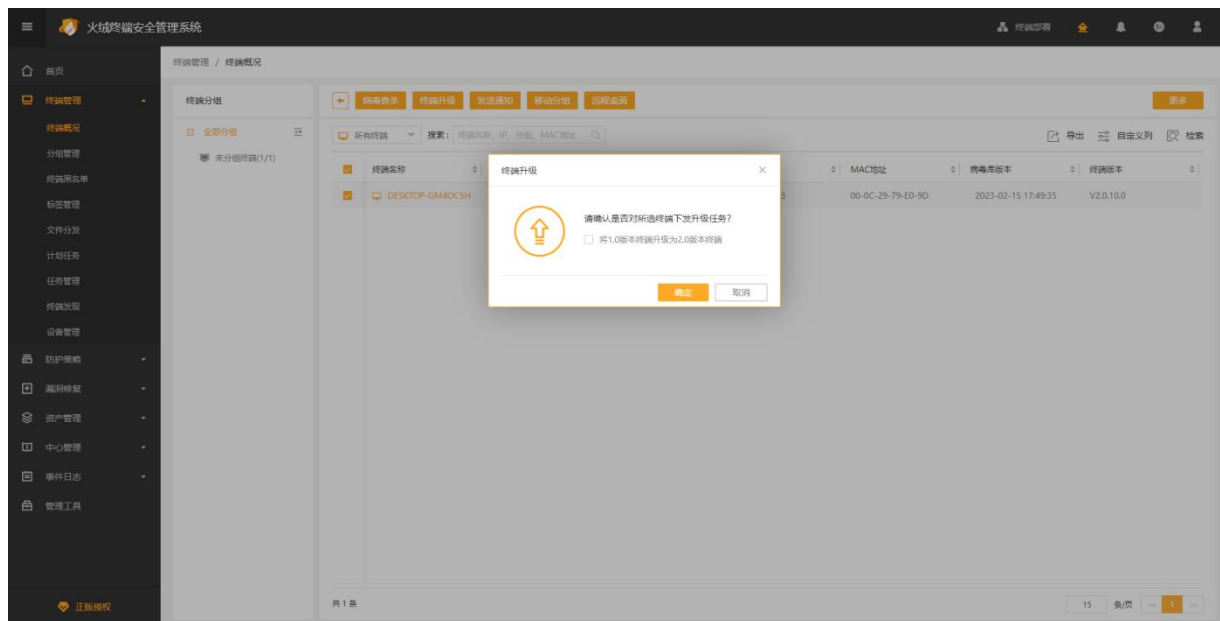 火绒终端安全管理系统
终端部署
首页
终端管理
终端概况
分组管理
终端黑名单
标签管理
文件分发
计划任务
任务管理
终端发现
设备管理
防护策略
漏洞修复
资产管理
中心管理
事件日志
管理工具
正版授权
终端管理 / 终端概况
终端分组
全部分组
未分组终端(1/1)
病毒查杀 终端升级 发送通知 移动分组 远程桌面 更多
所有终端 搜索: 终端名称、IP、分组、MAC地址 导出 自定义列 检索
终端名称 MAC地址 病毒库版本 终端版本
DESKTOP-GM4OC5H 00-0C-29-79-E0-9D 2023-02-15 17:49:35 V2.0.10.0
终端升级
请确认是否对所选终端下发升级任务?
将1.0版本终端升级为2.0版本终端
确定 取消
共 1 条 15 条/页 1